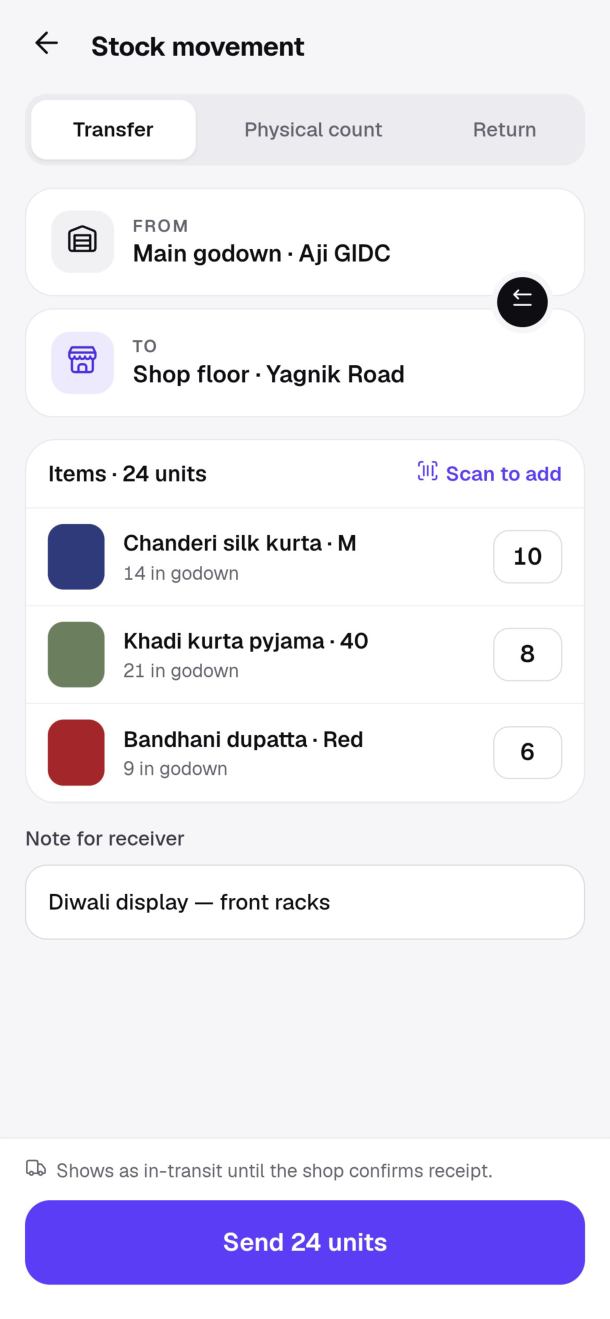 Stock movement
Transfer
Physical count
Return
FROM
Main godown · Aji GIDC
TO
Shop floor · Yagnik Road
Items · 24 units
Scan to add
Chanderi silk kurta · M
14 in godown
10
Khadi kurta pyjama · 40
21 in godown
8
Bandhani dupatta · Red
9 in godown
6
Note for receiver
Diwali display — front racks
Shows as in-transit until the shop confirms receipt.
Send 24 units